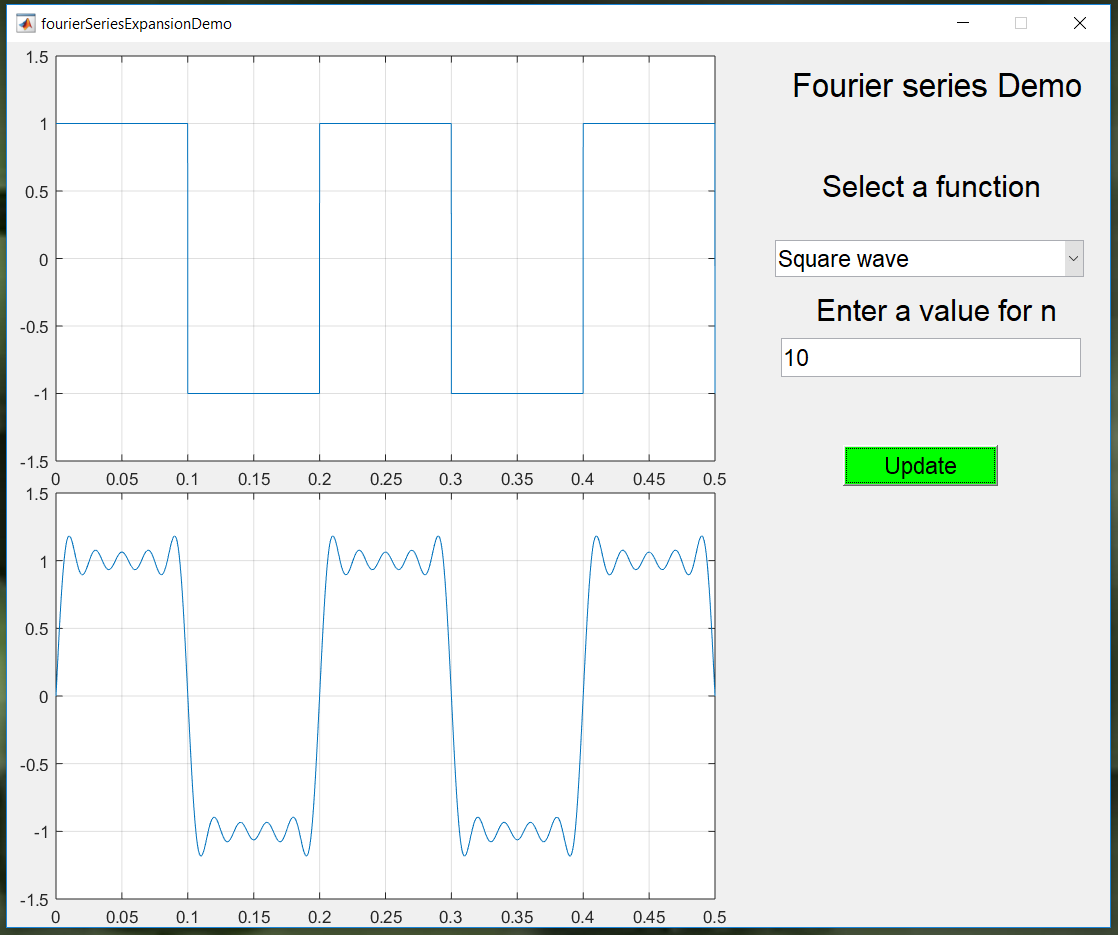 fourierSeriesExpansionDemo
Fourier series Demo
Select a function
Square wave
Enter a value for n
10
Update
1.5
1
0.5
0
-0.5
-1
-1.5
0 0.05 0.1 0.15 0.2 0.25 0.3 0.35 0.4 0.45 0.5
1.5
1
0.5
0
-0.5
-1
-1.5
0 0.05 0.1 0.15 0.2 0.25 0.3 0.35 0.4 0.45 0.5